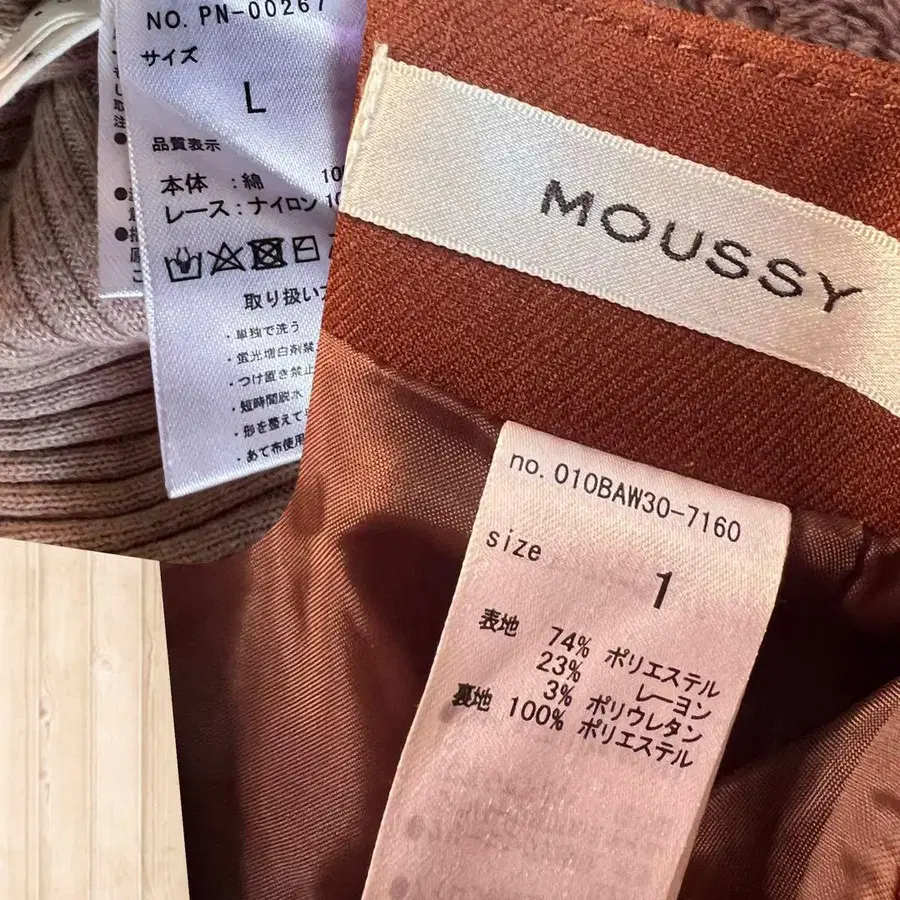 NO. PN-00267
サイズ
L
品質表示
本体 : 綿
レース : ナイロン
取り扱い
・単独で洗う
・蛍光増白剤禁
・つけ置き禁止
・短時間脱水
・形を整えて
・あて布使用
MOUSSY
no. 010BAW30-7160
size
1
表地 74% ポリエステル
23% レーヨン
3% ポリウレタン
裏地 100% ポリエステル